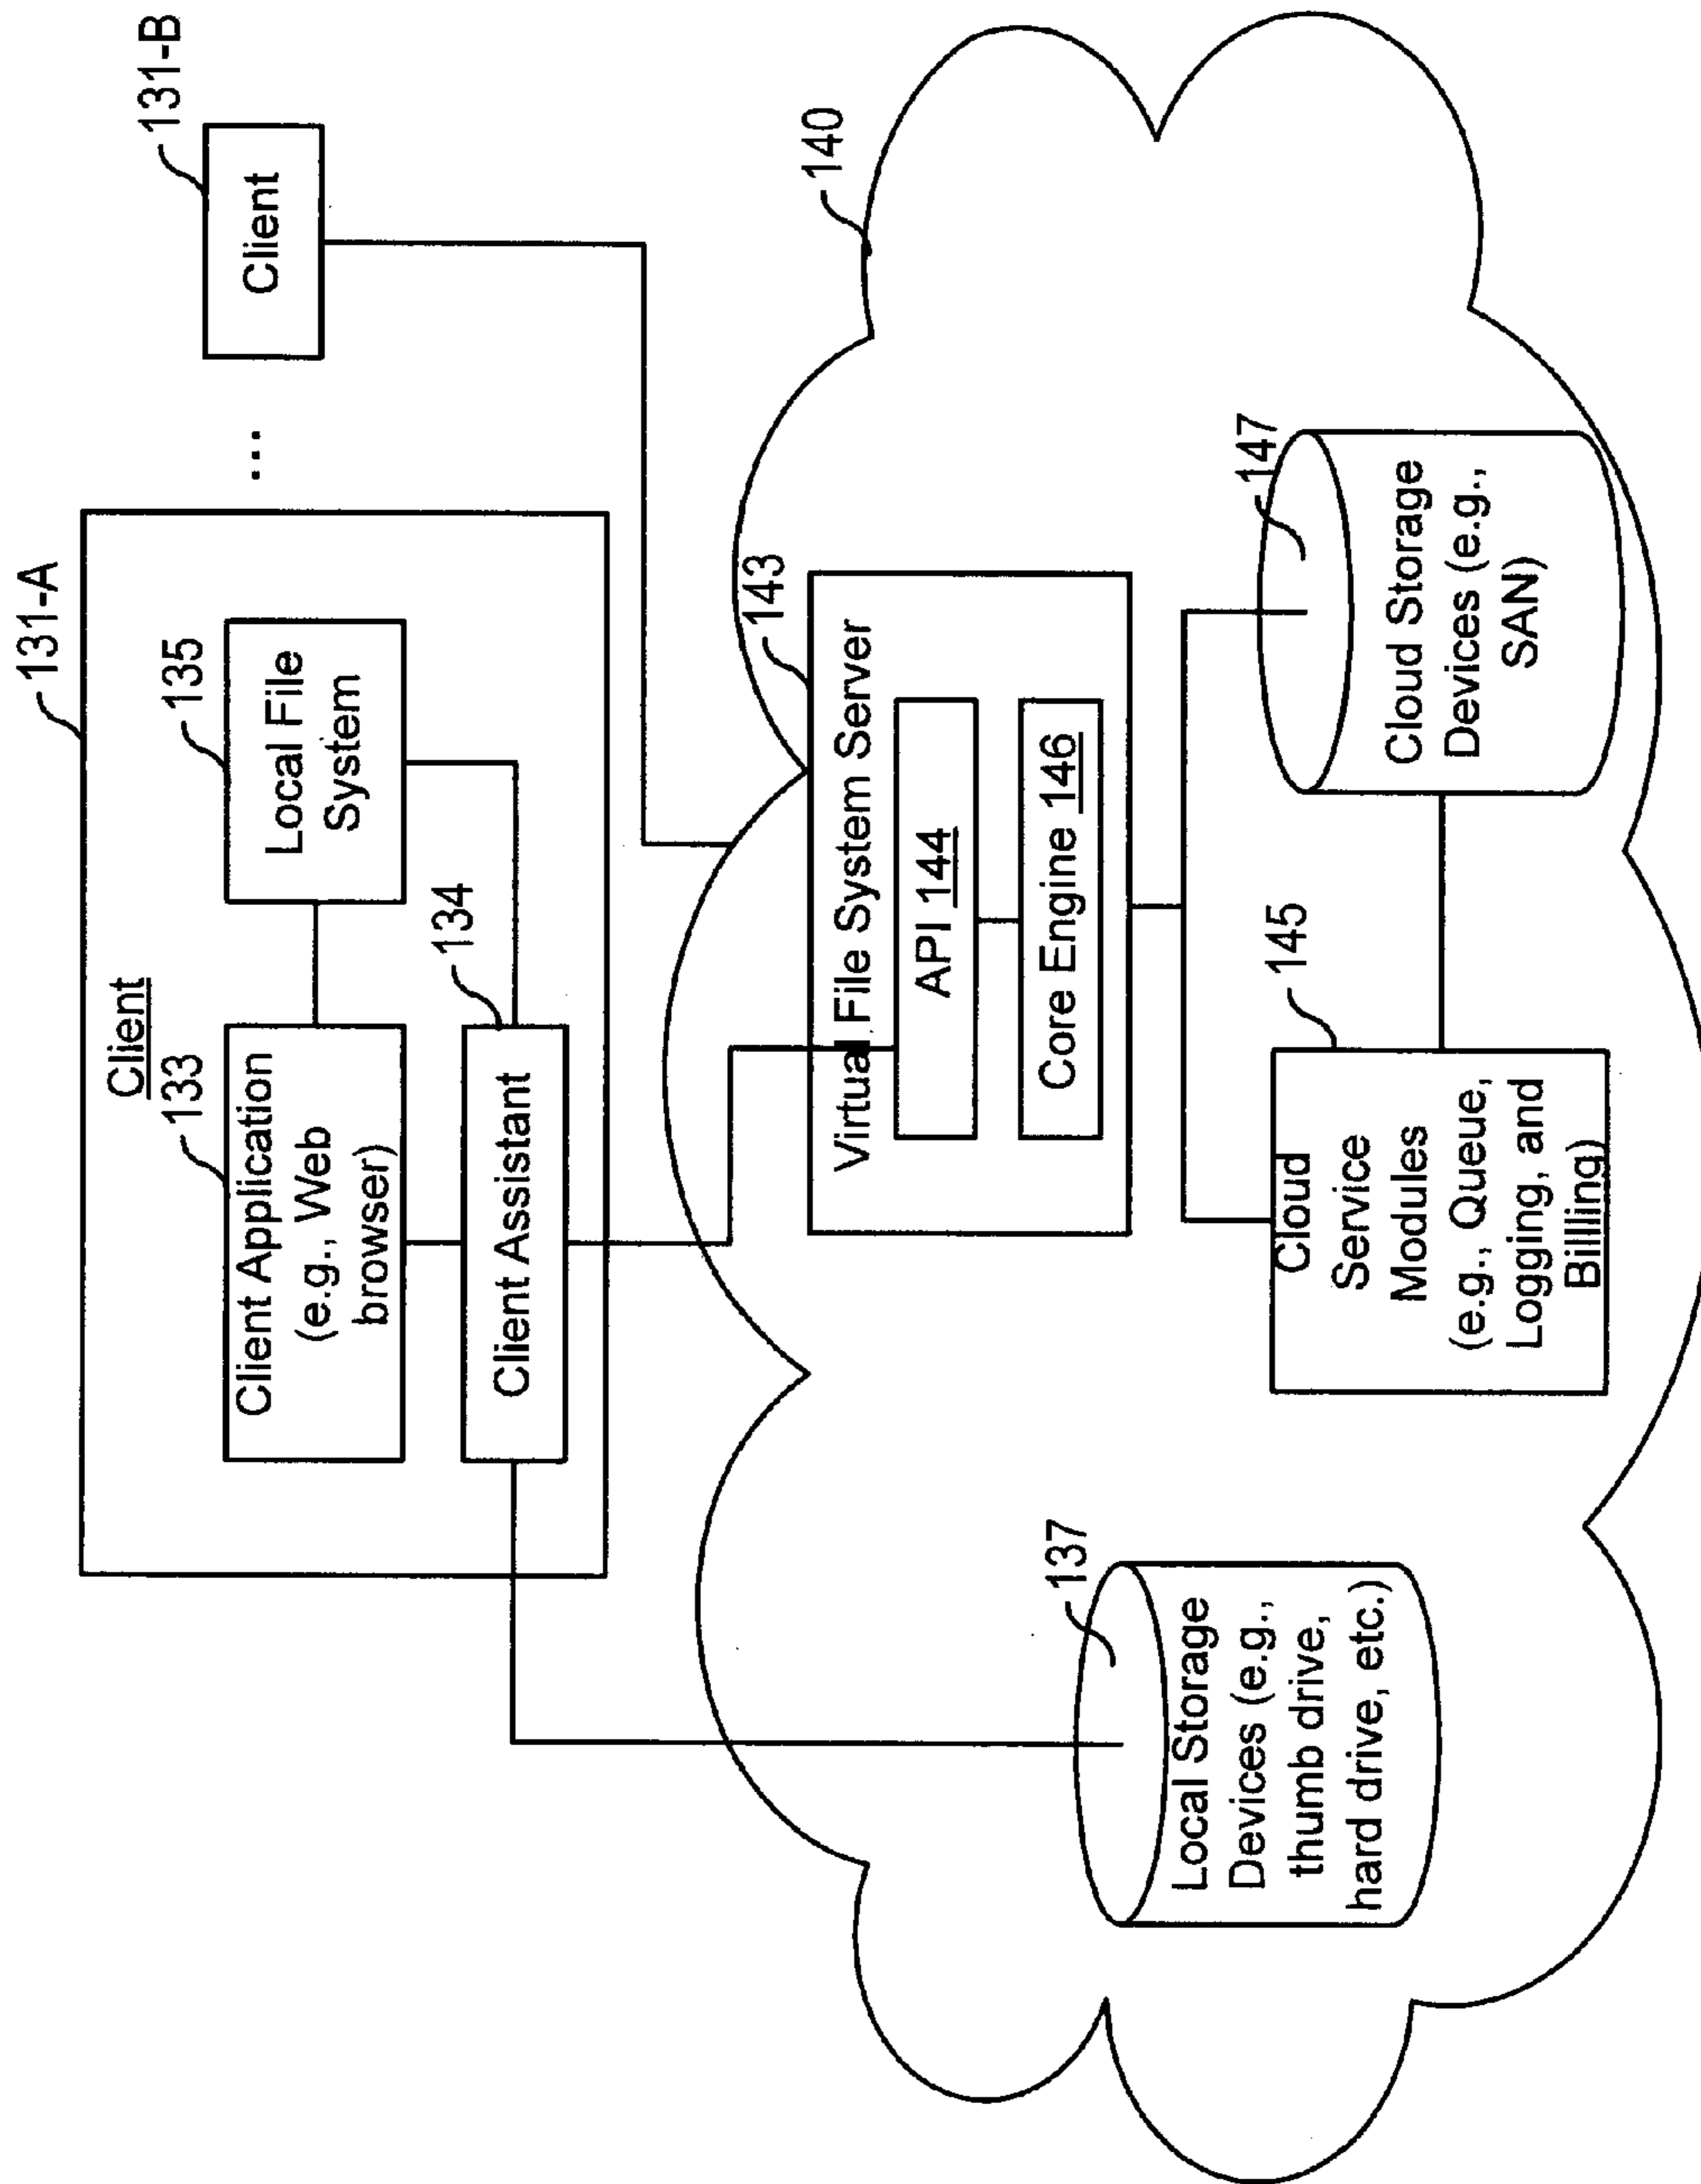 131-A
131-B
Client
133
135
Client Application
(e.g., Web
browser)
Local File
System
...
Client
134
Client Assistant
140
143
Virtual File System Server
API 144
Core Engine 146
137
Local Storage
Devices (e.g.,
thumb drive,
hard drive, etc.)
145
Cloud
Service
Modules
(e.g., Queue,
Logging, and
Billling)
147
Cloud Storage
Devices (e.g.,
SAN)